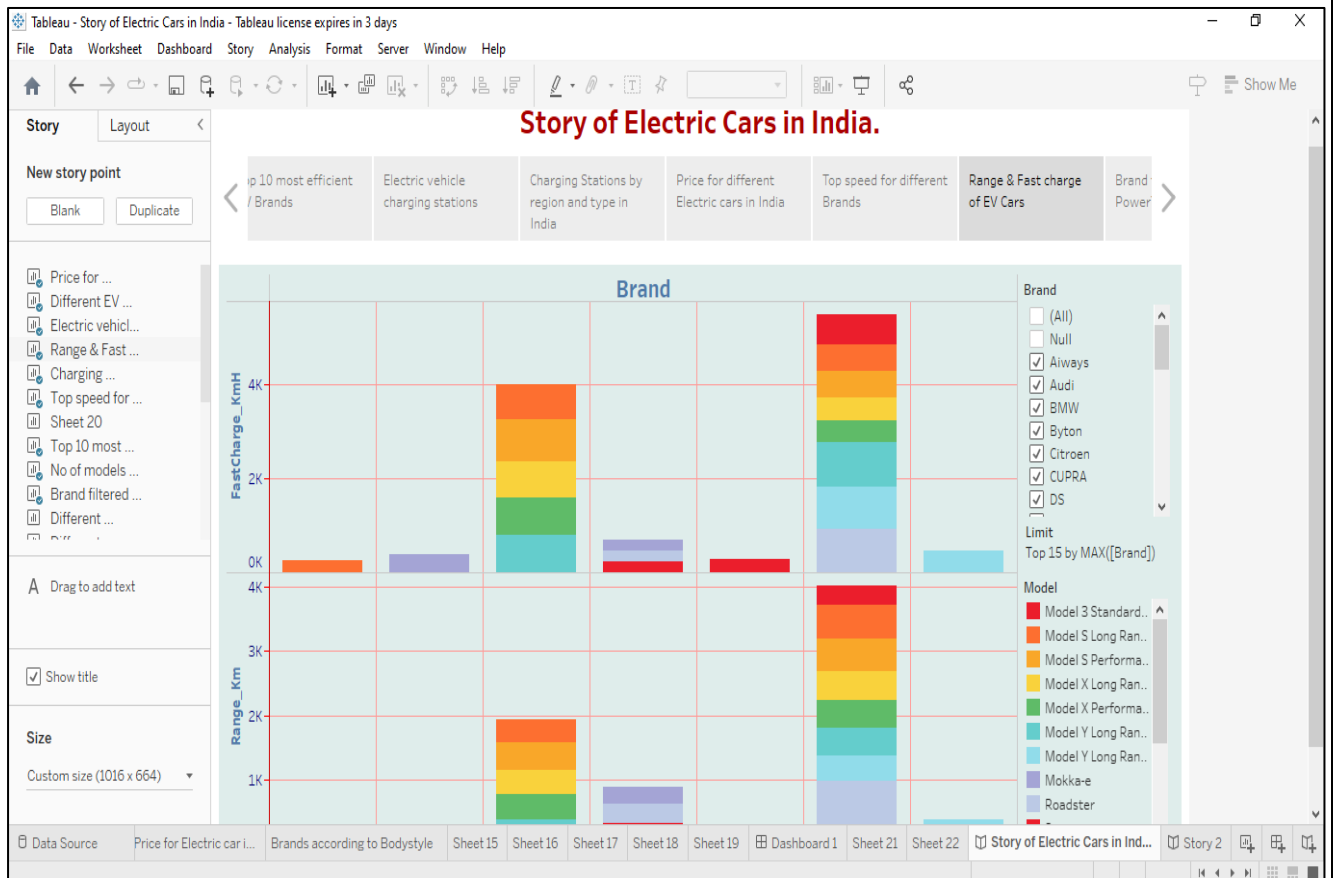 Tableau - Story of Electric Cars in India - Tableau license expires in 3 days
File Data Worksheet Dashboard Story Analysis Format Server Window Help
Show Me
Story Layout
New story point
Blank Duplicate
Price for ...
Different EV ...
Electric vehicl...
Range & Fast ...
Charging ...
Top speed for ...
Sheet 20
Top 10 most ...
No of models ...
Brand filtered ...
Different ...
A Drag to add text
Show title
Size
Custom size (1016 x 664)
Story of Electric Cars in India.
p 10 most efficient
/ Brands
Electric vehicle
charging stations
Charging Stations by
region and type in
India
Price for different
Electric cars in India
Top speed for different
Brands
Range & Fast charge
of EV Cars
Brand
Power
Brand
FastCharge_KmH
4K
2K
0K
Range_Km
4K
3K
2K
1K
Brand
(All)
Null
Aiways
Audi
BMW
Byton
Citroen
CUPRA
DS
Limit
Top 15 by MAX([Brand])
Model
Model 3 Standard..
Model S Long Ran..
Model S Performa..
Model X Long Ran..
Model X Performa..
Model Y Long Ran..
Model Y Long Ran..
Mokka-e
Roadster
Data Source Price for Electric car i... Brands according to Bodystyle Sheet 15 Sheet 16 Sheet 17 Sheet 18 Sheet 19 Dashboard 1 Sheet 21 Sheet 22 Story of Electric Cars in Ind... Story 2